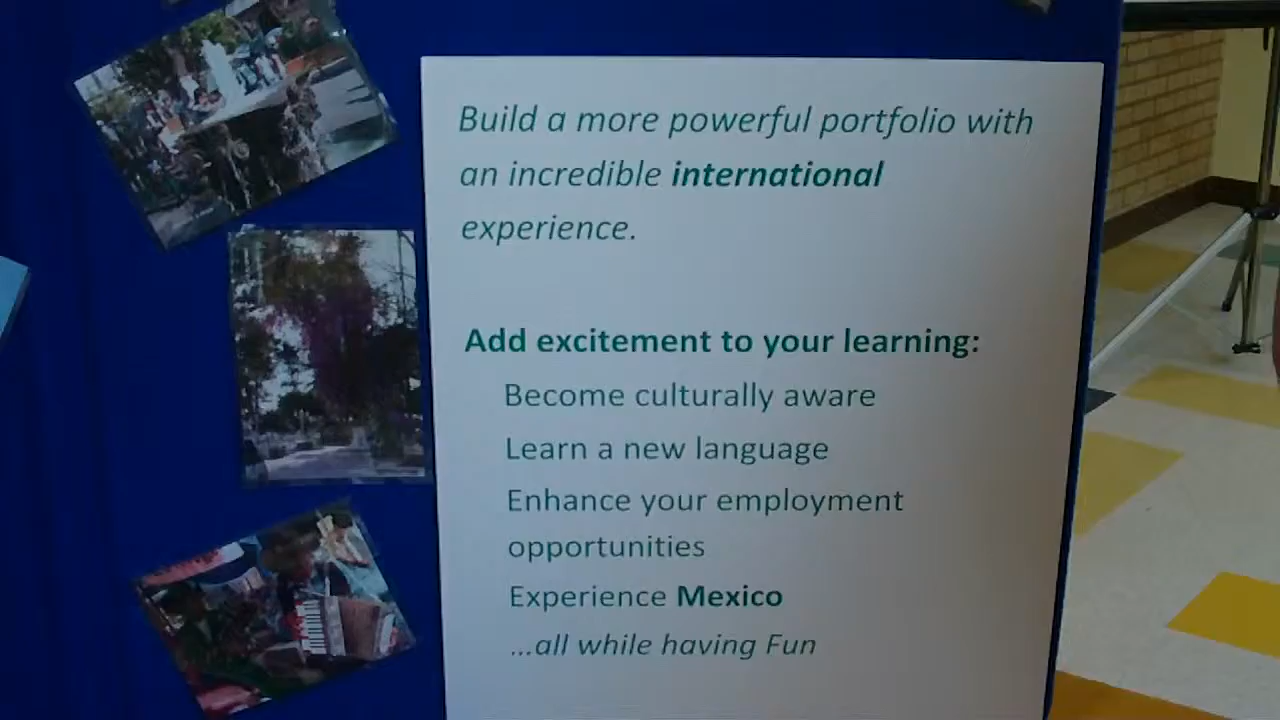 Build a more powerful portfolio with
an incredible international
experience.
Add excitement to your learning:
Become culturally aware
Learn a new language
Enhance your employment
opportunities
Experience Mexico
...all while having Fun